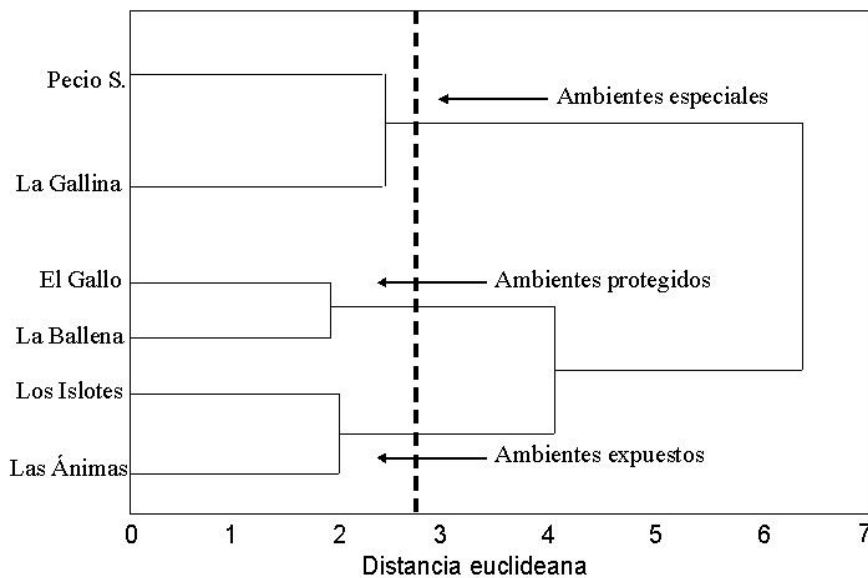 Pecio S.
Ambientes especiales
La Gallina
El Gallo
Ambientes protegidos
La Ballena
Los Islotes
Las Ánimas
Ambientes expuestos
0 1 2 3 4 5 6 7
Distancia euclideana